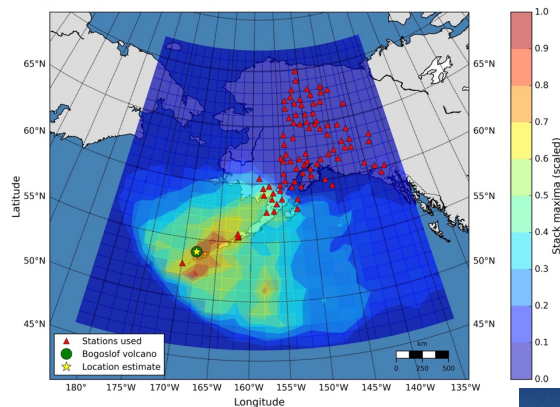 65°N
60°N
55°N
50°N
45°N
65°N
60°N
55°N
50°N
45°N
Latitude
180°
175°W
170°W
165°W
160°W
155°W
150°W
145°W
140°W
135°W
Longitude
Stations used
Bogoslof volcano
Location estimate
km
0
250
500
1.0
0.9
0.8
0.7
0.6
0.5
0.4
0.3
0.2
0.1
0.0
Stack maxima (scaled)